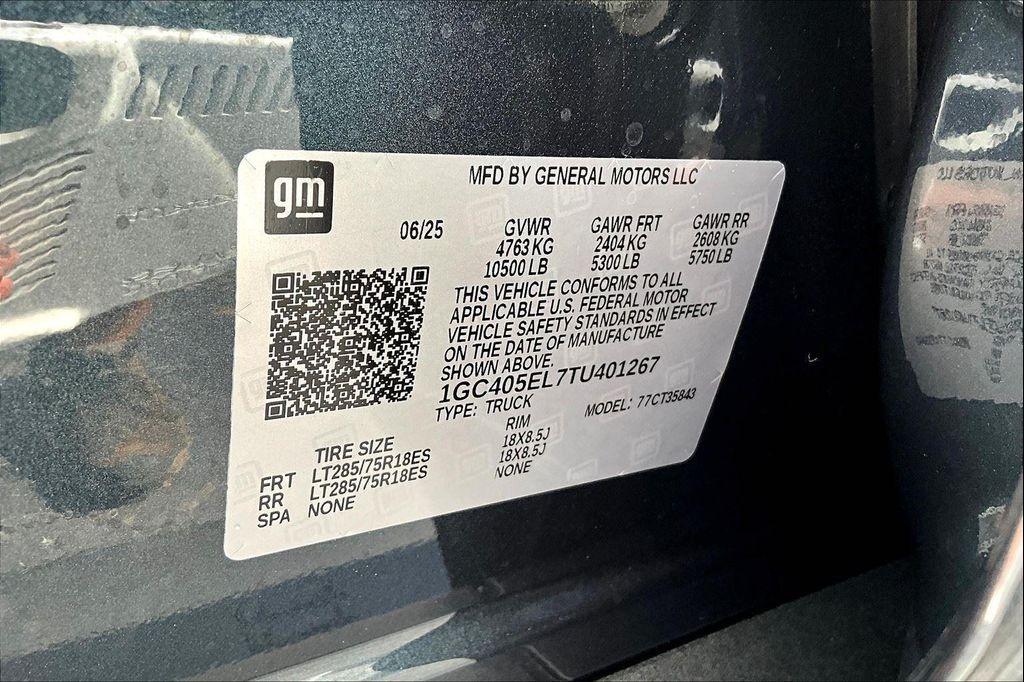 gm
MFD BY GENERAL MOTORS LLC
06/25 GVWR GAWR FRT GAWR RR
4763 KG 2404 KG 2608 KG
10500 LB 5300 LB 5750 LB
THIS VEHICLE CONFORMS TO ALL
APPLICABLE U.S. FEDERAL MOTOR
VEHICLE SAFETY STANDARDS IN EFFECT
ON THE DATE OF MANUFACTURE
SHOWN ABOVE.
1GC405EL7TU401267
TYPE: TRUCK MODEL: 77CT35843
TIRE SIZE RIM
FRT LT285/75R18ES 18X8.5J
RR LT285/75R18ES 18X8.5J
SPA NONE NONE